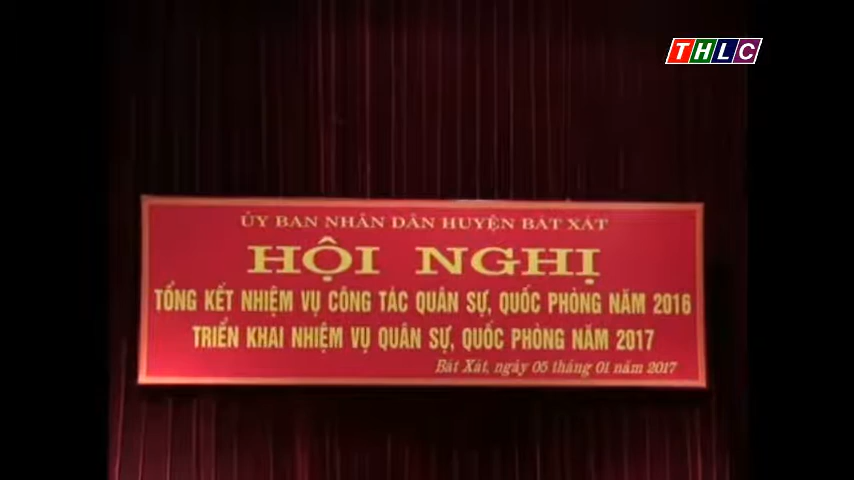 THLC
ỦY BAN NHÂN DÂN HUYỆN BÁT XÁT
HỘI NGHỊ
TỔNG KẾT NHIỆM VỤ CÔNG TÁC QUÂN SỰ, QUỐC PHÒNG NĂM 2016
TRIỂN KHAI NHIỆM VỤ QUÂN SỰ, QUỐC PHÒNG NĂM 2017
Bát Xát, ngày 05 tháng 01 năm 2017